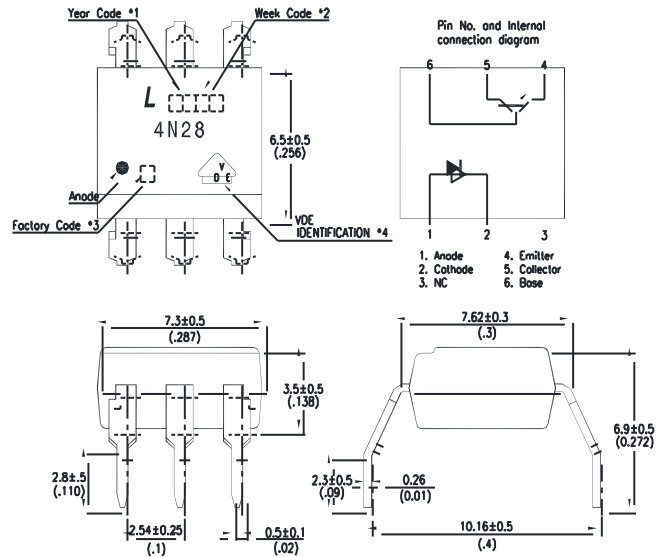 Year Code *1
Week Code *2
L
4N28
V
D E
Anode
Factory Code *3
VDE
IDENTIFICATION *4
6.5±0.5
(.256)
Pin No. and Internal
connection diagram
6 5 4
1 2 3
1. Anode 4. Emitter
2. Cathode 5. Collector
3. NC 6. Base
7.3±0.5
(.287)
3.5±0.5
(.138)
2.8±.5
(.110)
2.54±0.25
(.1)
0.5±0.1
(.02)
7.62±0.3
(.3)
6.9±0.5
(0.272)
2.3±0.5
(.09)
0.26
(0.01)
10.16±0.5
(.4)